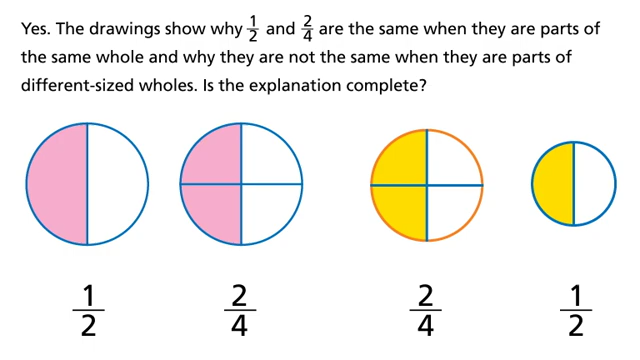 Yes. The drawings show why 1/2 and 2/4 are the same when they are parts of
the same whole and why they are not the same when they are parts of
different-sized wholes. Is the explanation complete?
1/2 2/4 2/4 1/2